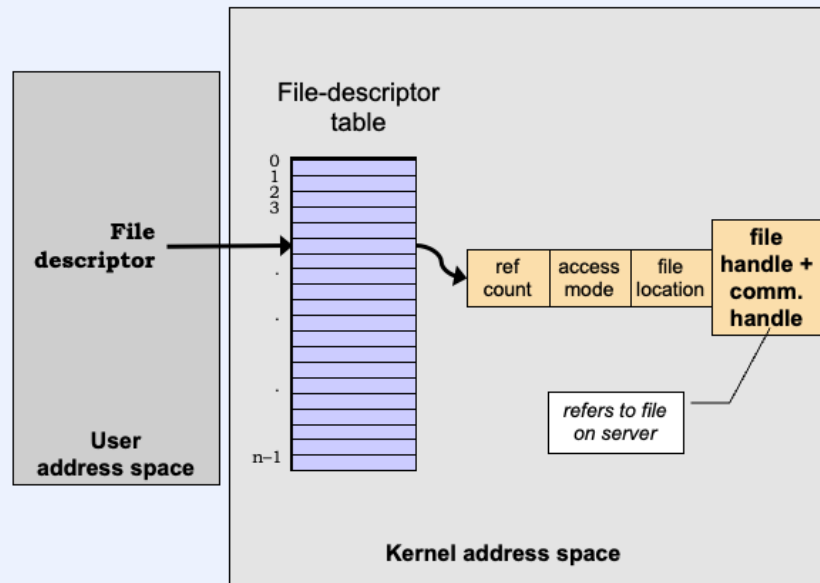 File-descriptor
table
0
1
2
3
.
.
.
n–1
File
descriptor
ref
count
access
mode
file
location
file
handle +
comm.
handle
refers to file
on server
User
address space
Kernel address space